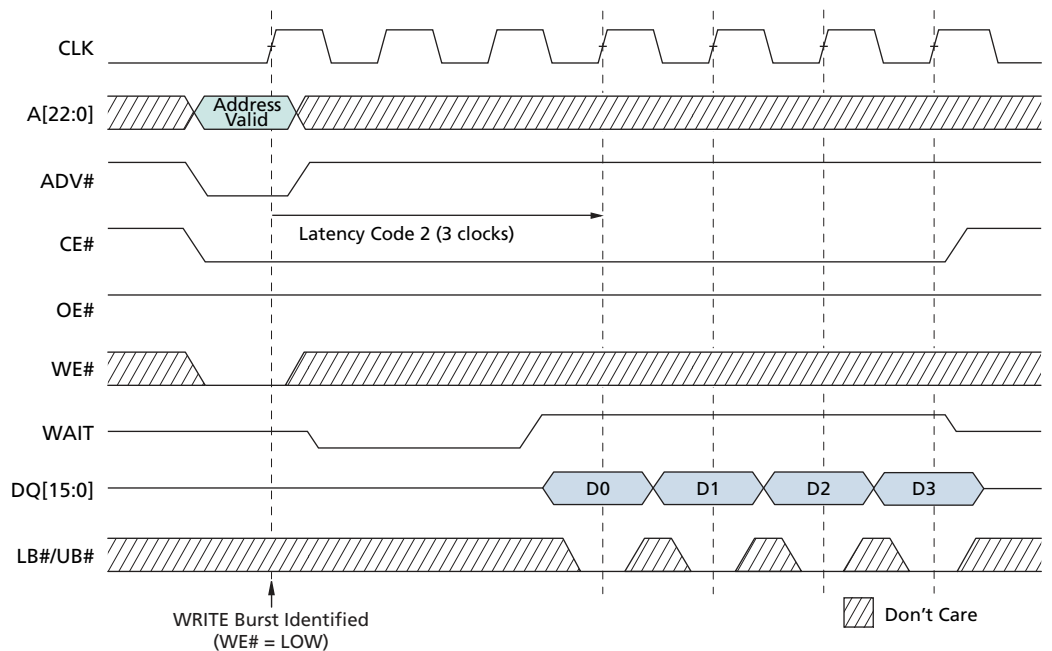 CLK
A[22:0]
Address
Valid
ADV#
Latency Code 2 (3 clocks)
CE#
OE#
WE#
WAIT
DQ[15:0]
D0
D1
D2
D3
LB#/UB#
WRITE Burst Identified
(WE# = LOW)
Don't Care